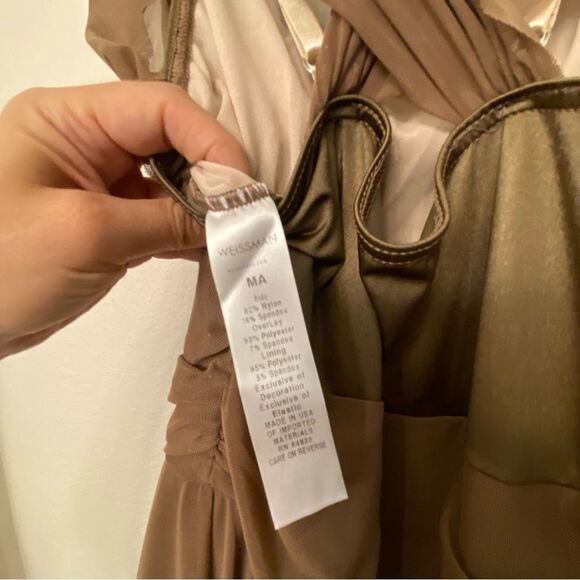 WEISSMAN
MA
Body
82% Nylon
18% Spandex
OverLay
93% Polyester
7% Spandex
Lining
95% Polyester
5% Spandex
Exclusive of
Decoration
Exclusive of
Elastic
MADE IN USA
OF IMPORTED
MATERIALS
RN 64880
CARE ON REVERSE